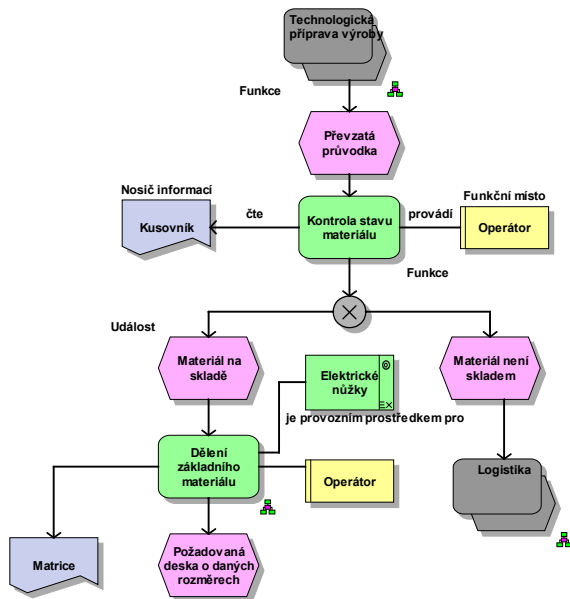 Technologická
příprava výroby
Funkce
Převzatá
průvodka
Nosič informací
Funkční místo
Kusovník
čte
Kontrola stavu
materiálu
provádí
Operátor
Funkce
Událost
Materiál na
skladě
Elektrické
nůžky
Materiál není
skladem
je provozním prostředkem pro
Dělení
základního
materiálu
Operátor
Logistika
Matrice
Požadovaná
deska o daných
rozměrech